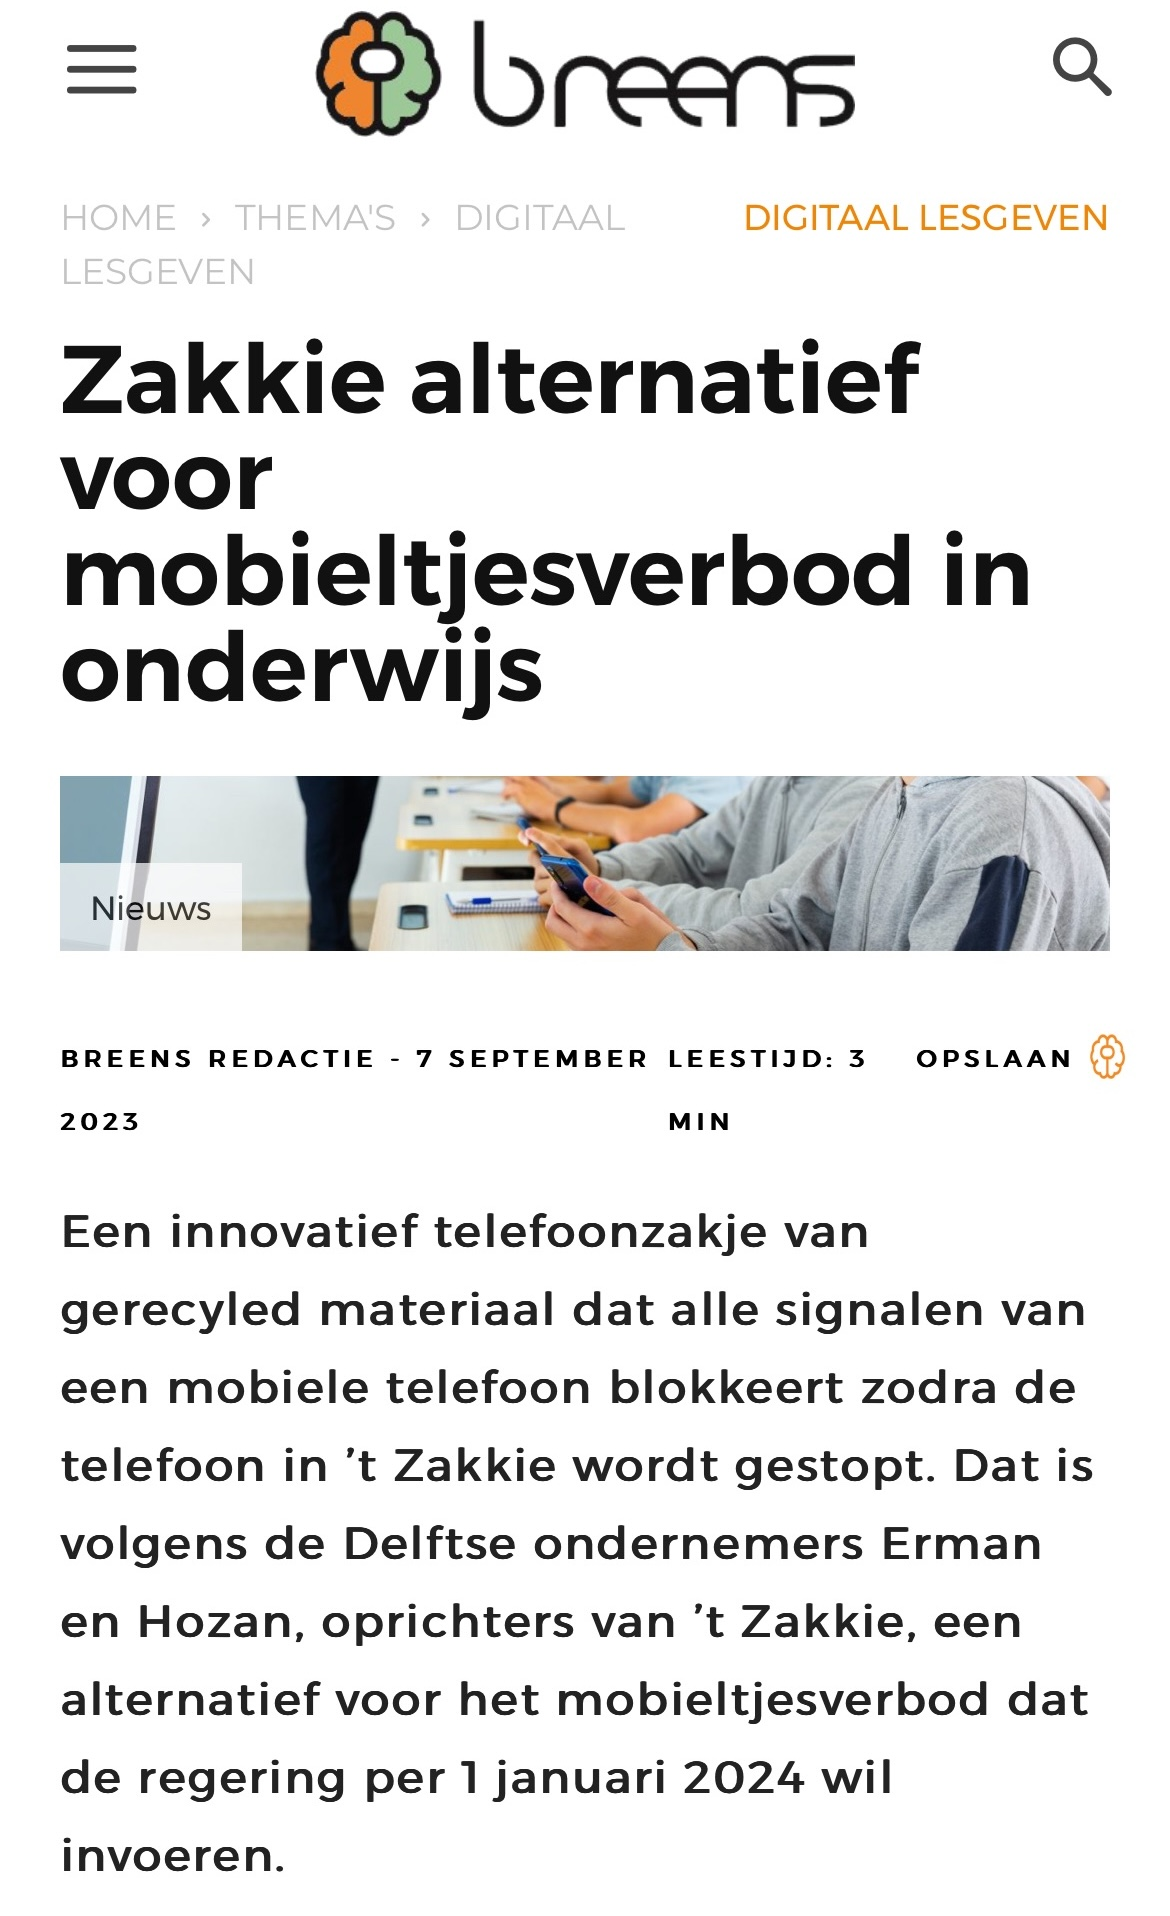 breens
HOME › THEMA'S › DIGITAAL
LESGEVEN
DIGITAAL LESGEVEN
Zakkie alternatief
voor
mobieltjesverbod in
onderwijs
Nieuws
BREENS REDACTIE - 7 SEPTEMBER
2023
LEESTIJD: 3
MIN
OPSLAAN
Een innovatief telefoonzakje van
gerecyled materiaal dat alle signalen van
een mobiele telefoon blokkeert zodra de
telefoon in ’t Zakkie wordt gestopt. Dat is
volgens de Delftse ondernemers Erman
en Hozan, oprichters van ’t Zakkie, een
alternatief voor het mobieltjesverbod dat
de regering per 1 januari 2024 wil
invoeren.